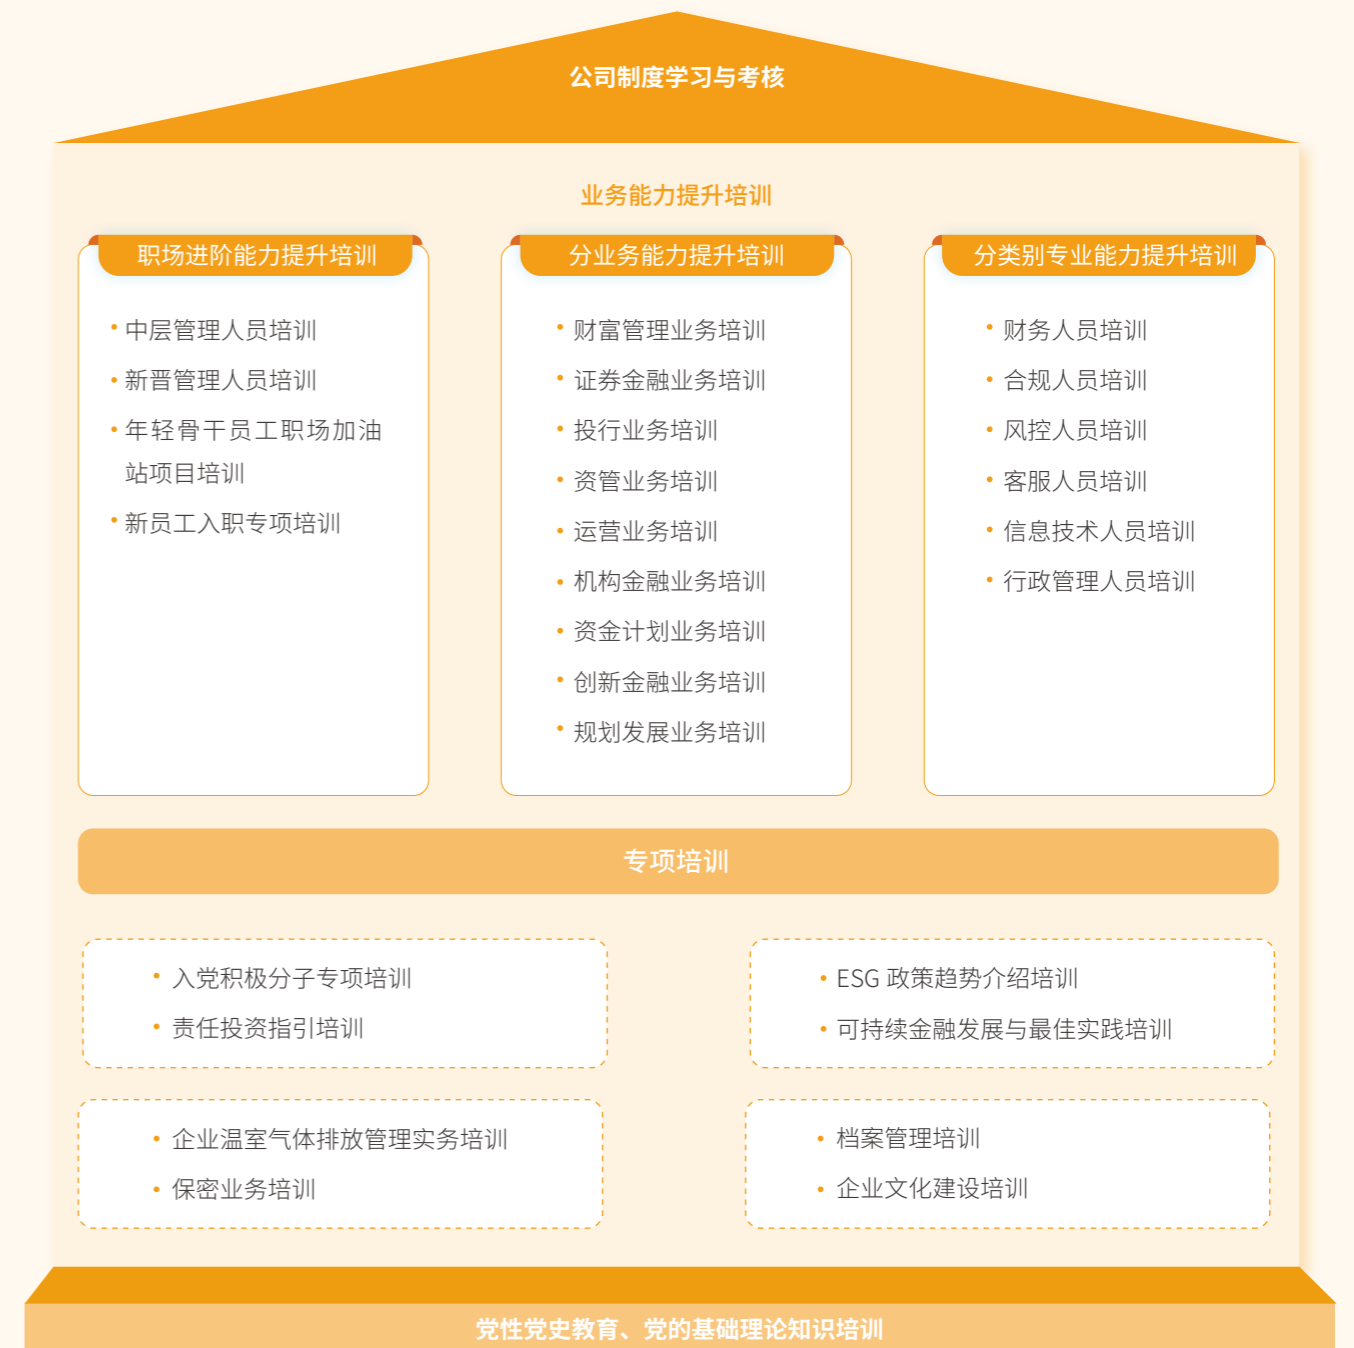 公司制度学习与考核
业务能力提升培训
职场进阶能力提升培训
中层管理人员培训
新晋管理人员培训
年轻骨干员工职场加油
站项目培训
新员工入职专项培训
分业务能力提升培训
财富管理业务培训
证券金融业务培训
投行业务培训
资管业务培训
运营业务培训
机构金融业务培训
资金计划业务培训
创新金融业务培训
规划发展业务培训
分类别专业能力提升培训
财务人员培训
合规人员培训
风控人员培训
客服人员培训
信息技术人员培训
行政管理人员培训
专项培训
入党积极分子专项培训
责任投资指引培训
ESG 政策趋势介绍培训
可持续金融发展与最佳实践培训
企业温室气体排放管理实务培训
保密业务培训
档案管理培训
企业文化建设培训
党性党史教育、党的基础理论知识培训